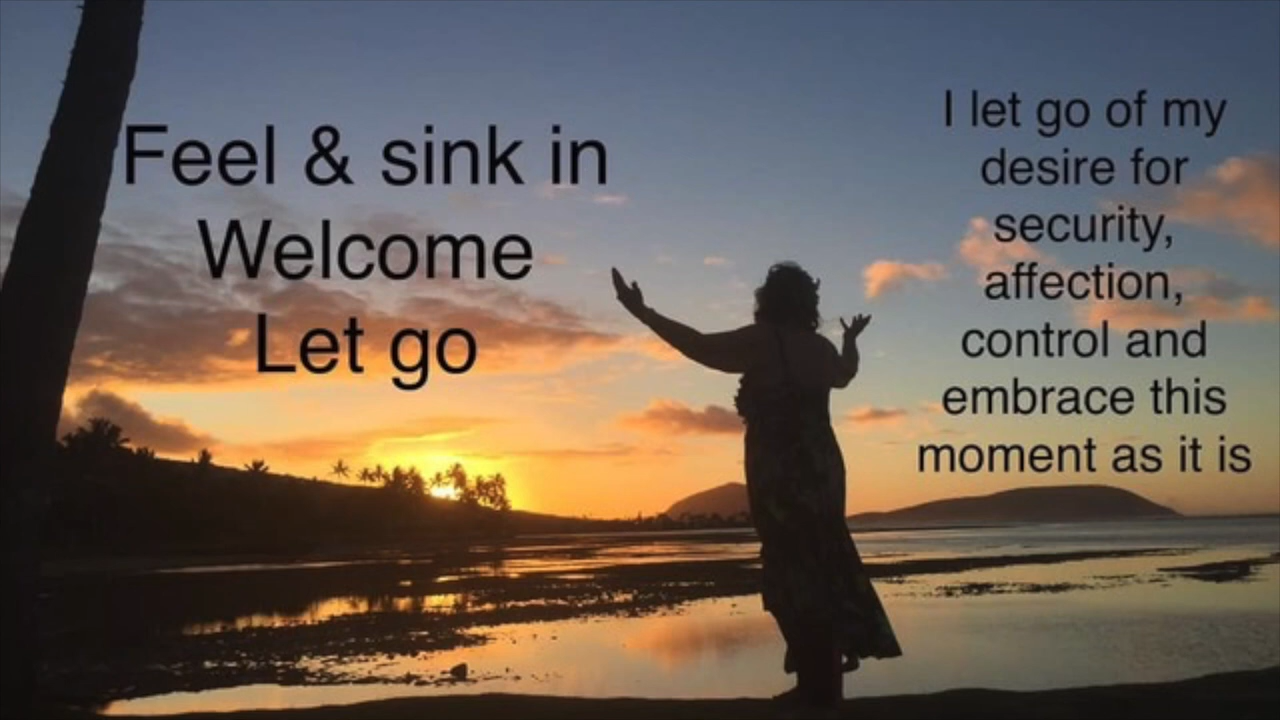 Feel & sink in
Welcome
Let go
I let go of my
desire for
security,
affection,
control and
embrace this
moment as it is